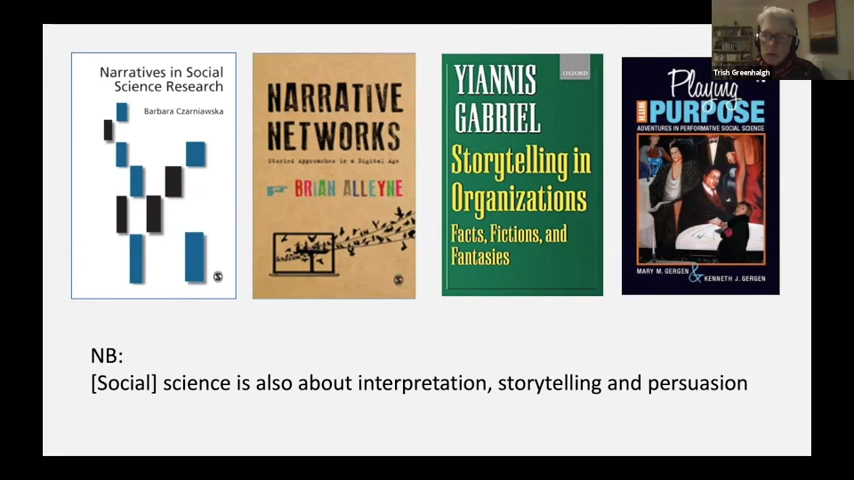 Trish Greenhalgh
Narratives in Social
Science Research
Barbara Czarniawska
NARRATIVE
NETWORKS
Storied Approaches in a Digital Age
BRIAN ALLEYNE
YIANNIS
GABRIEL
OXFORD
Storytelling in
Organizations
Facts, Fictions, and
Fantasies
Playing
WITH
PURPOSE
ADVENTURES IN PERFORMATIVE SOCIAL SCIENCE
MARY M. GERGEN
& KENNETH J. GERGEN
NB:
[Social] science is also about interpretation, storytelling and persuasion